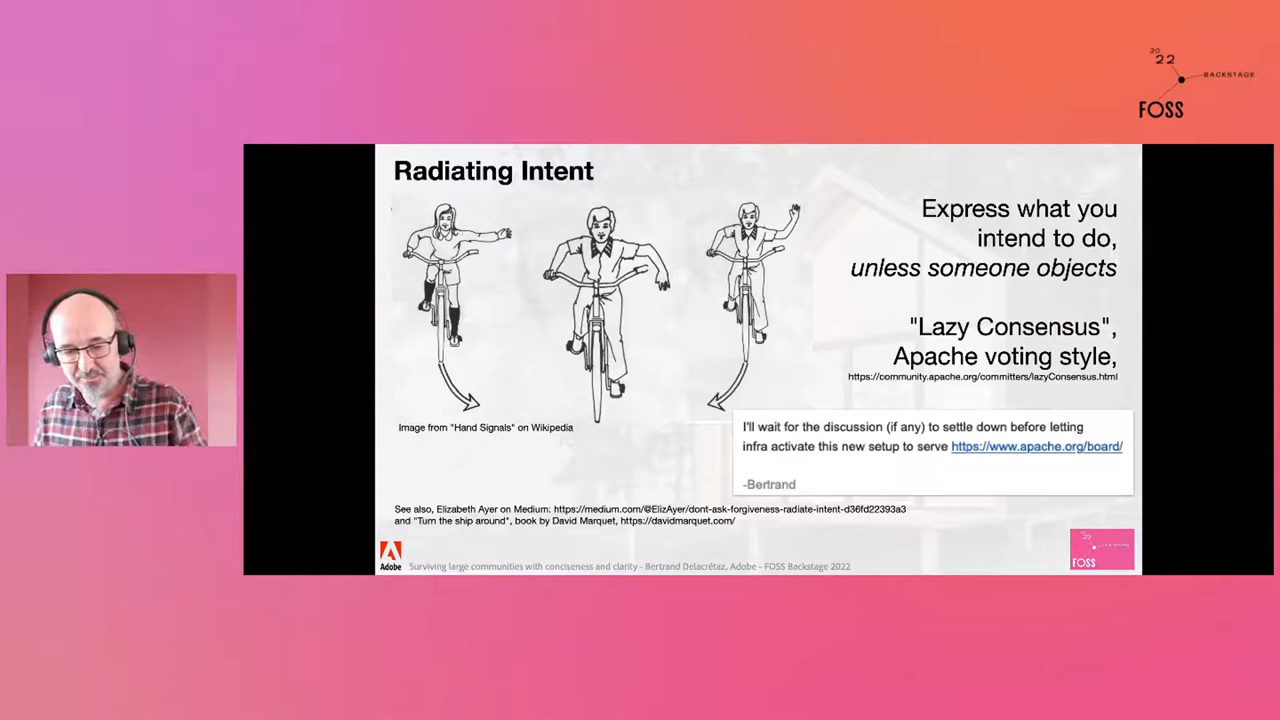 20
22
BACKSTAGE
FOSS
Radiating Intent
Express what you
intend to do,
unless someone objects
"Lazy Consensus",
Apache voting style,
https://community.apache.org/committers/lazyConsensus.html
Image from "Hand Signals" on Wikipedia
I'll wait for the discussion (if any) to settle down before letting
infra activate this new setup to serve https://www.apache.org/board/
-Bertrand
See also, Elizabeth Ayer on Medium: https://medium.com/@ElizAyer/dont-ask-forgiveness-radiate-intent-d36fd22393a3
and "Turn the ship around", book by David Marquet, https://davidmarquet.com/
Adobe
Surviving large communities with conciseness and clarity - Bertrand Delacrétaz, Adobe - FOSS Backstage 2022
22
FOSS